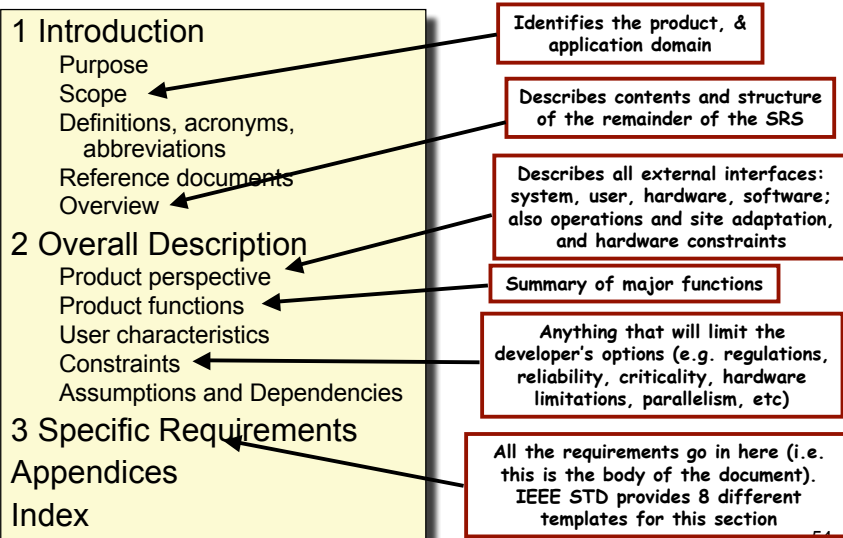 1 Introduction
Purpose
Scope
Definitions, acronyms,
abbreviations
Reference documents
Overview
2 Overall Description
Product perspective
Product functions
User characteristics
Constraints
Assumptions and Dependencies
3 Specific Requirements
Appendices
Index
Identifies the product, &
application domain
Describes contents and structure
of the remainder of the SRS
Describes all external interfaces:
system, user, hardware, software;
also operations and site adaptation,
and hardware constraints
Summary of major functions
Anything that will limit the
developer’s options (e.g. regulations,
reliability, criticality, hardware
limitations, parallelism, etc)
All the requirements go in here (i.e.
this is the body of the document).
IEEE STD provides 8 different
templates for this section